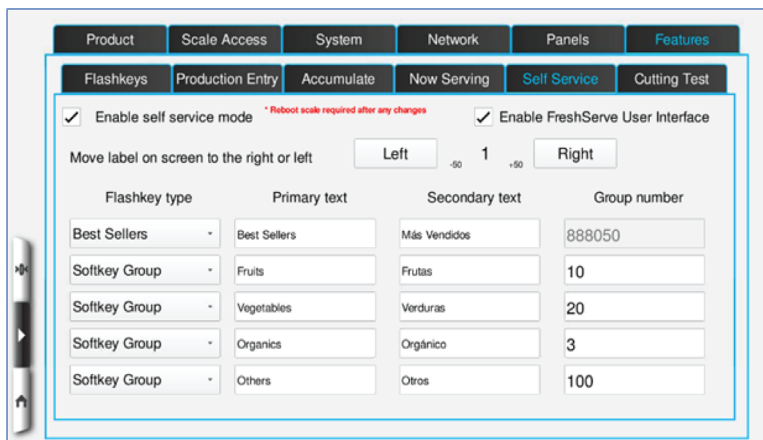 Product Scale Access System Network Panels Features
Flashkeys Production Entry Accumulate Now Serving Self Service Cutting Test
Enable self service mode * Reboot scale required after any changes Enable FreshServe User Interface
Move label on screen to the right or left Left -50 1 +50 Right
Flashkey type Primary text Secondary text Group number
Best Sellers Best Sellers Más Vendidos 888050
Softkey Group Fruits Frutas 10
Softkey Group Vegetables Verduras 20
Softkey Group Organics Orgánico 3
Softkey Group Others Otros 100